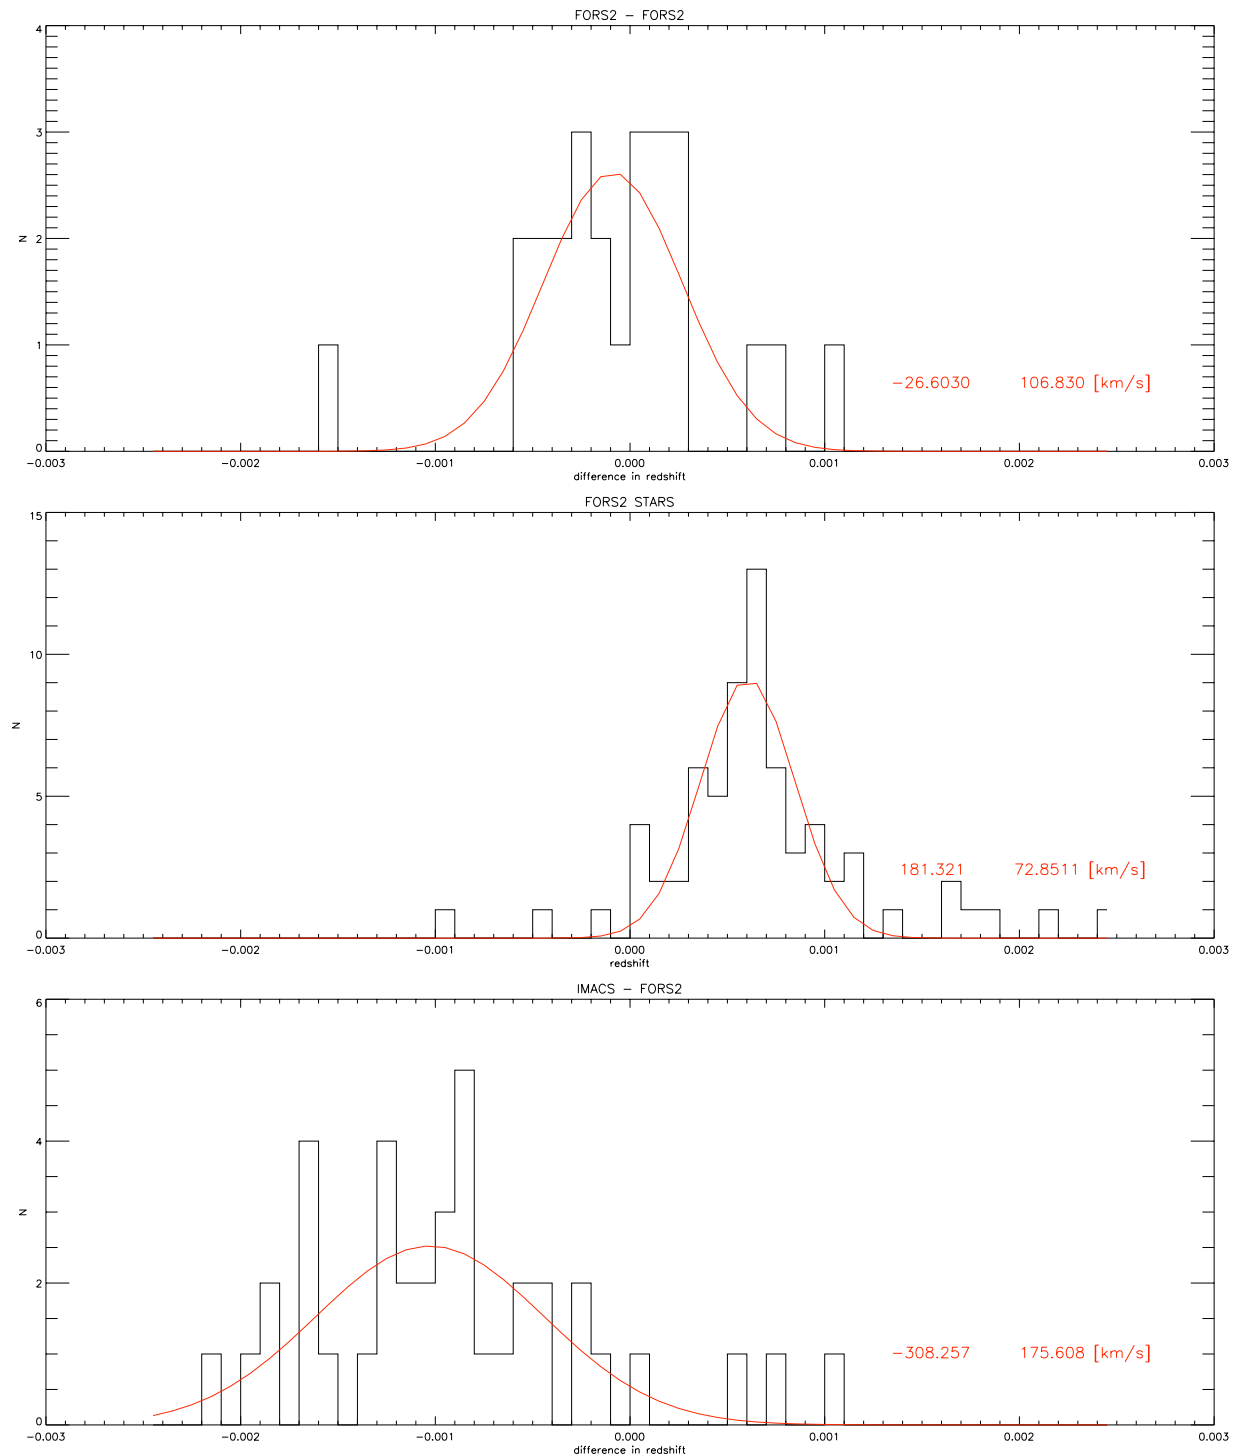 FORS2 − FORS2
4
3
2
1
0
N
−26.6030 106.830 [km/s]
−0.003 −0.002 −0.001 0.000 0.001 0.002 0.003
difference in redshift
FORS2 STARS
15
10
5
0
N
181.321 72.8511 [km/s]
−0.003 −0.002 −0.001 0.000 0.001 0.002 0.003
redshift
IMACS − FORS2
6
4
2
0
N
−308.257 175.608 [km/s]
−0.003 −0.002 −0.001 0.000 0.001 0.002 0.003
difference in redshift